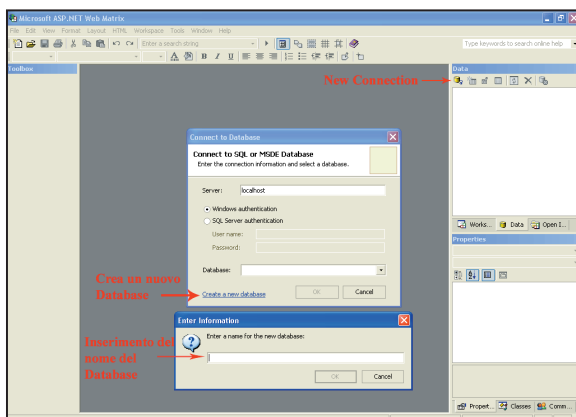 Microsoft ASP.NET Web Matrix
File Edit View Format Layout HTML Workspace Tools Window Help
Enter a search string
Type keywords to search online help
Toolbox
Data
New Connection
Connect to Database
Connect to SQL or MSDE Database
Enter the connection information and select a database.
Server: localhost
Windows authentication
SQL Server authentication
User name:
Password:
Database:
Crea un nuovo
Database
Create a new database
OK Cancel
Works... Data Open I...
Properties
Enter Information
Enter a name for the new database:
Inserimento del
nome del
Database
OK Cancel
Propert... Classes Comm...